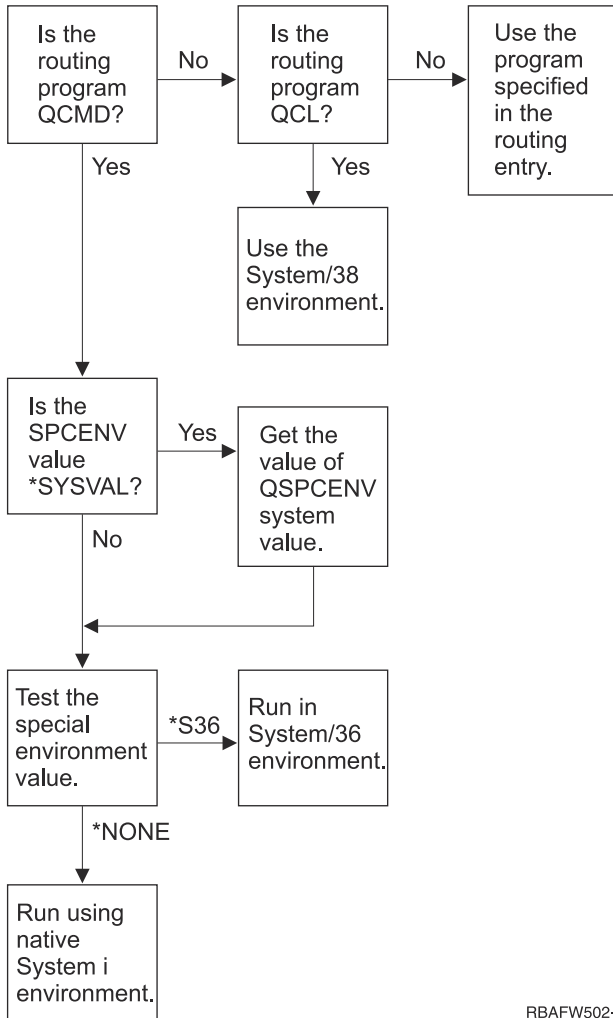 Is the
routing
program
QCMD?
No
Is the
routing
program
QCL?
No
Use the
program
specified
in the
routing
entry.
Yes
Yes
Use the
System/38
environment.
Is the
SPCENV
value
*SYSVAL?
Yes
Get the
value of
QSPCENV
system
value.
No
Test the
special
environment
value.
*S36
Run in
System/36
environment.
*NONE
Run using
native
System i
environment.